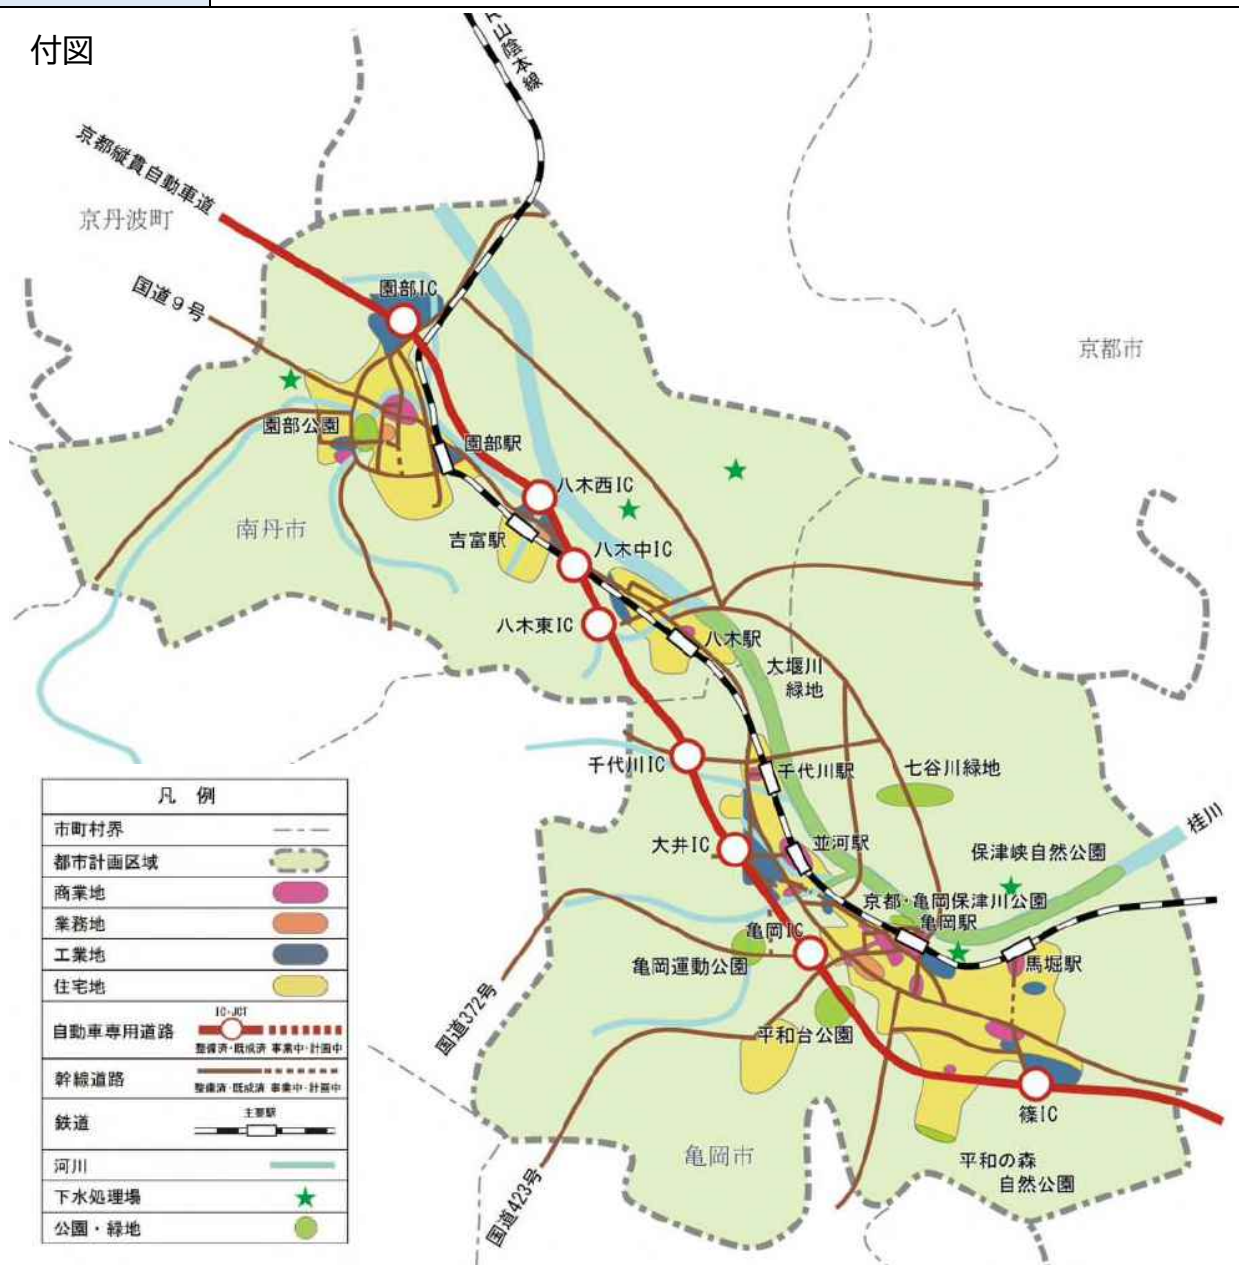 付図
山陰本線
京都縦貫自動車道
京丹波町
国道9号
園部IC
京都市
園部公園
園部駅
八木西IC
南丹市
吉富駅
八木中IC
八木東IC
八木駅
大堰川
緑地
千代川IC
千代川駅
七谷川緑地
桂川
大井IC
並河駅
保津峡自然公園
京都・亀岡保津川公園
亀岡駅
亀岡IC
亀岡運動公園
馬堀駅
国道372号
平和台公園
篠IC
亀岡市
平和の森
自然公園
国道423号
凡 例
市町村界
都市計画区域
商業地
業務地
工業地
住宅地
自動車専用道路
IC・JCT
整備済・既成済 事業中・計画中
幹線道路
整備済・既成済 事業中・計画中
鉄道
主要駅
河川
下水処理場
公園・緑地